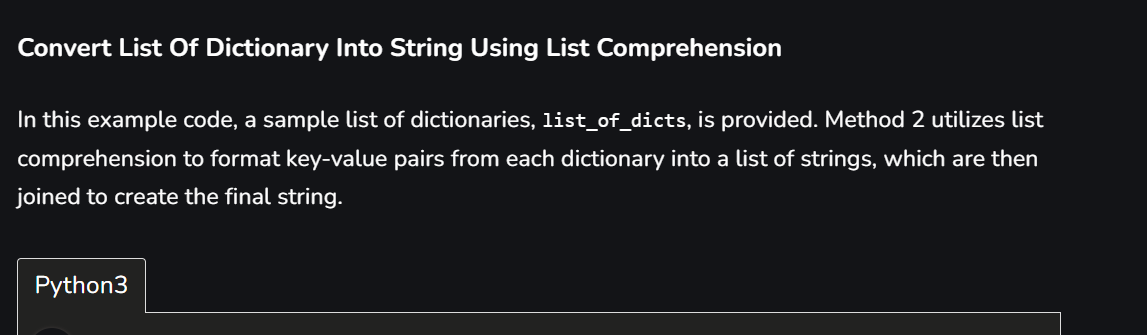 Convert List Of Dictionary Into String Using List Comprehension
In this example code, a sample list of dictionaries, list_of_dicts, is provided. Method 2 utilizes list
comprehension to format key-value pairs from each dictionary into a list of strings, which are then
joined to create the final string.
Python3